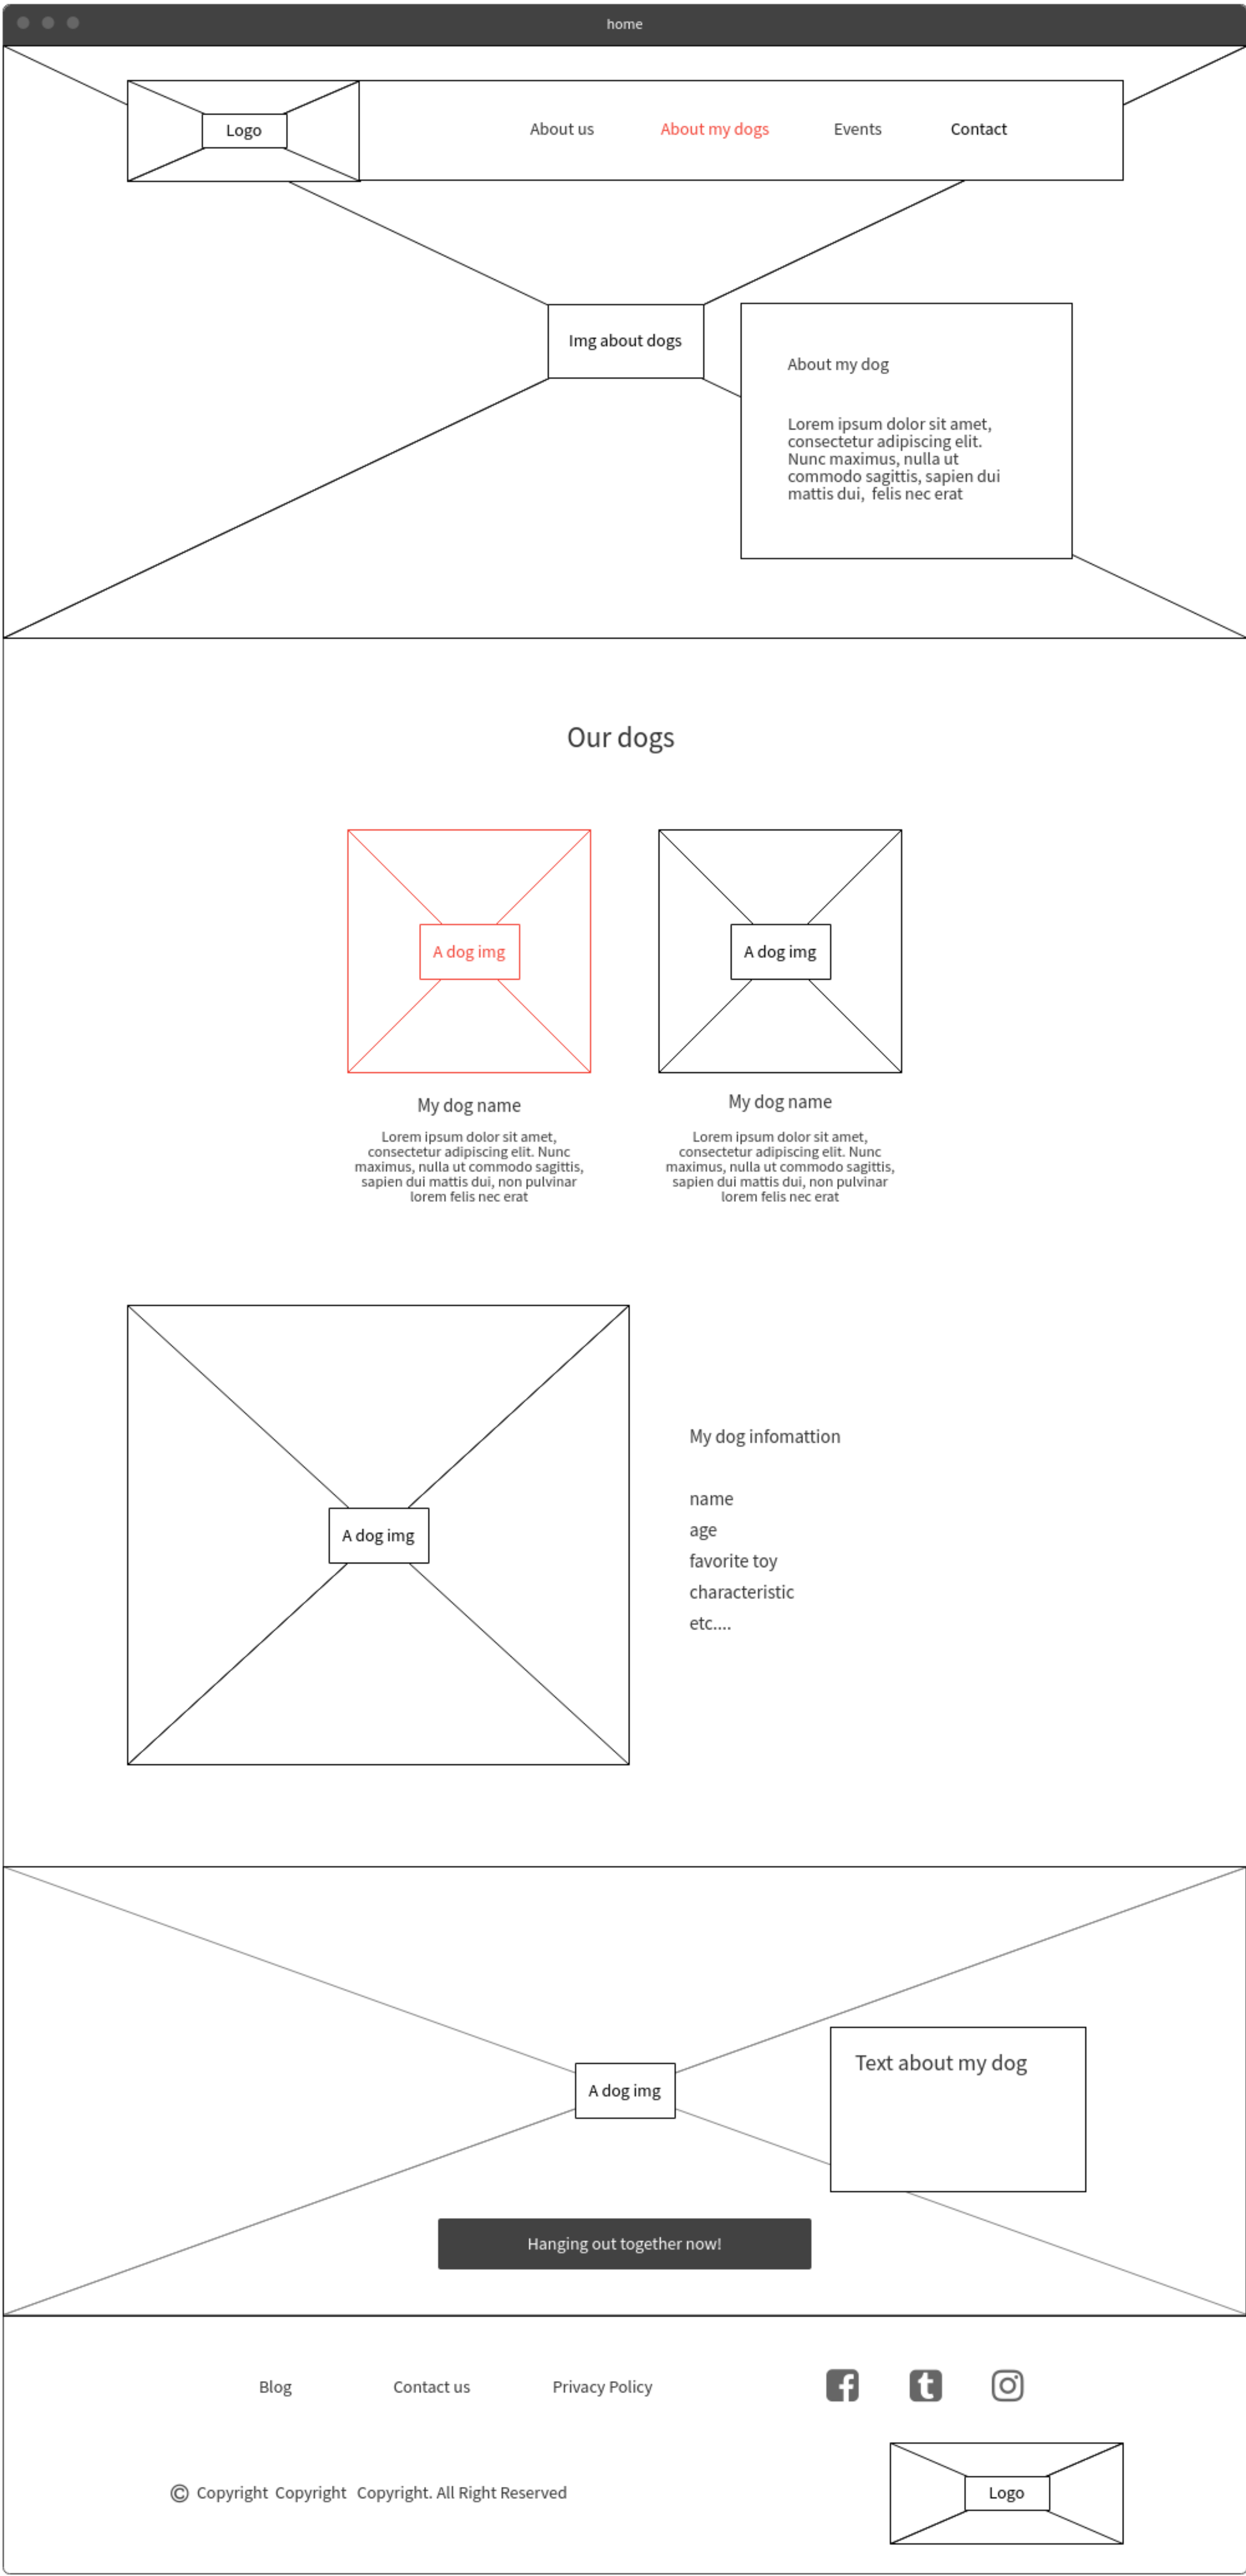 home
Logo
About us
About my dogs
Events
Contact
Img about dogs
About my dog
Lorem ipsum dolor sit amet,
consectetur adipiscing elit.
Nunc maximus, nulla ut
commodo sagittis, sapien dui
mattis dui,  felis nec erat
Our dogs
A dog img
My dog name
Lorem ipsum dolor sit amet,
consectetur adipiscing elit. Nunc
maximus, nulla ut commodo sagittis,
sapien dui mattis dui, non pulvinar
lorem felis nec erat
A dog img
My dog name
Lorem ipsum dolor sit amet,
consectetur adipiscing elit. Nunc
maximus, nulla ut commodo sagittis,
sapien dui mattis dui, non pulvinar
lorem felis nec erat
A dog img
My dog infomattion
name
age
favorite toy
characteristic
etc....
A dog img
Text about my dog
Hanging out together now!
Blog
Contact us
Privacy Policy
© Copyright  Copyright  Copyright. All Right Reserved
Logo